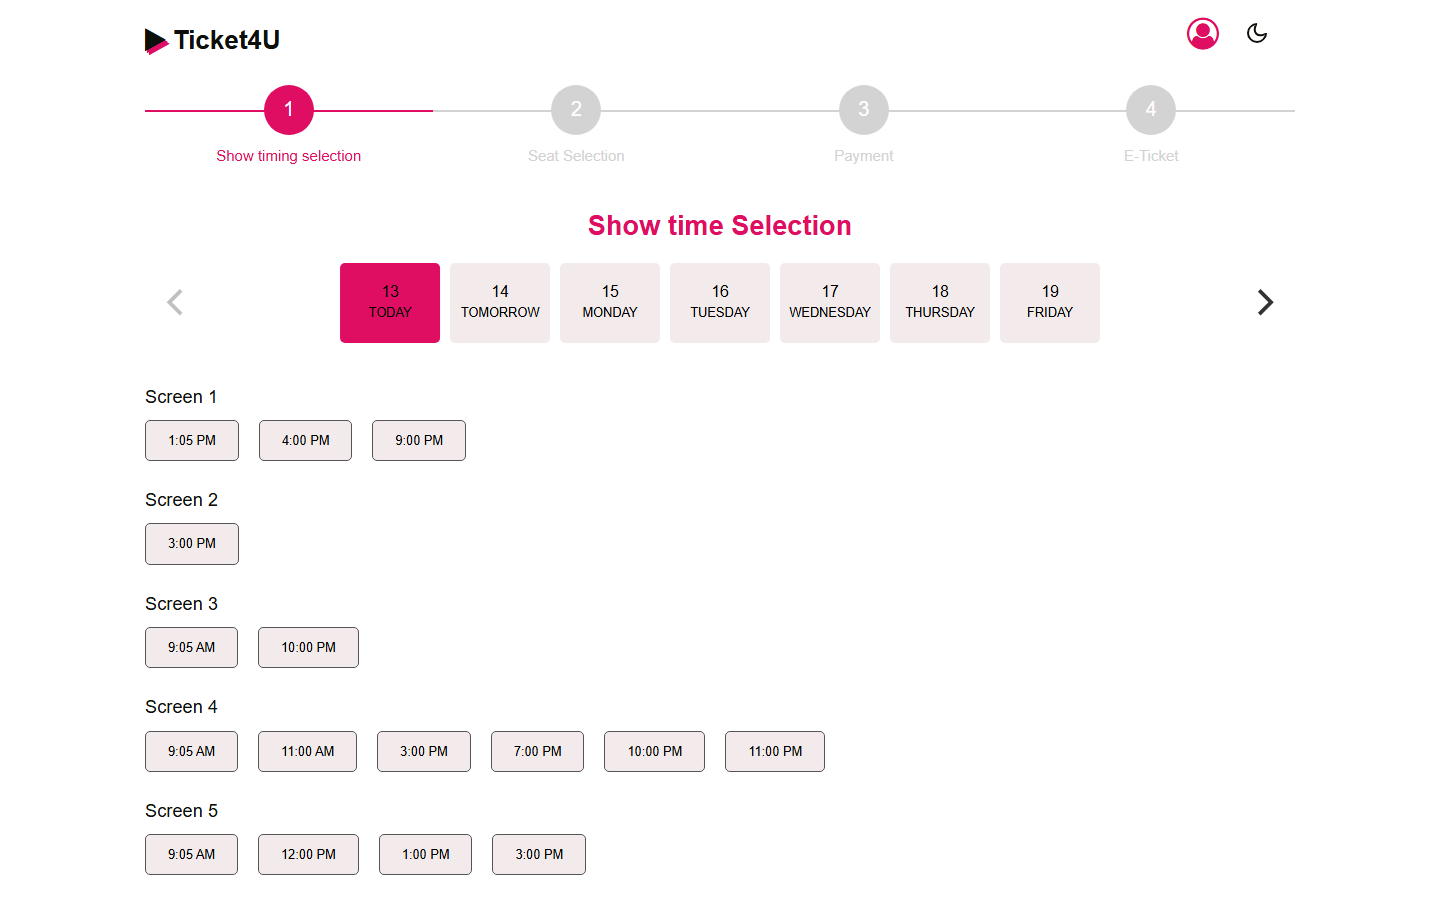 Ticket4U
1 2 3 4
Show timing selection Seat Selection Payment E-Ticket
Show time Selection
13 14 15 16 17 18 19
TODAY TOMORROW MONDAY TUESDAY WEDNESDAY THURSDAY FRIDAY
Screen 1
1:05 PM 4:00 PM 9:00 PM
Screen 2
3:00 PM
Screen 3
9:05 AM 10:00 PM
Screen 4
9:05 AM 11:00 AM 3:00 PM 7:00 PM 10:00 PM 11:00 PM
Screen 5
9:05 AM 12:00 PM 1:00 PM 3:00 PM